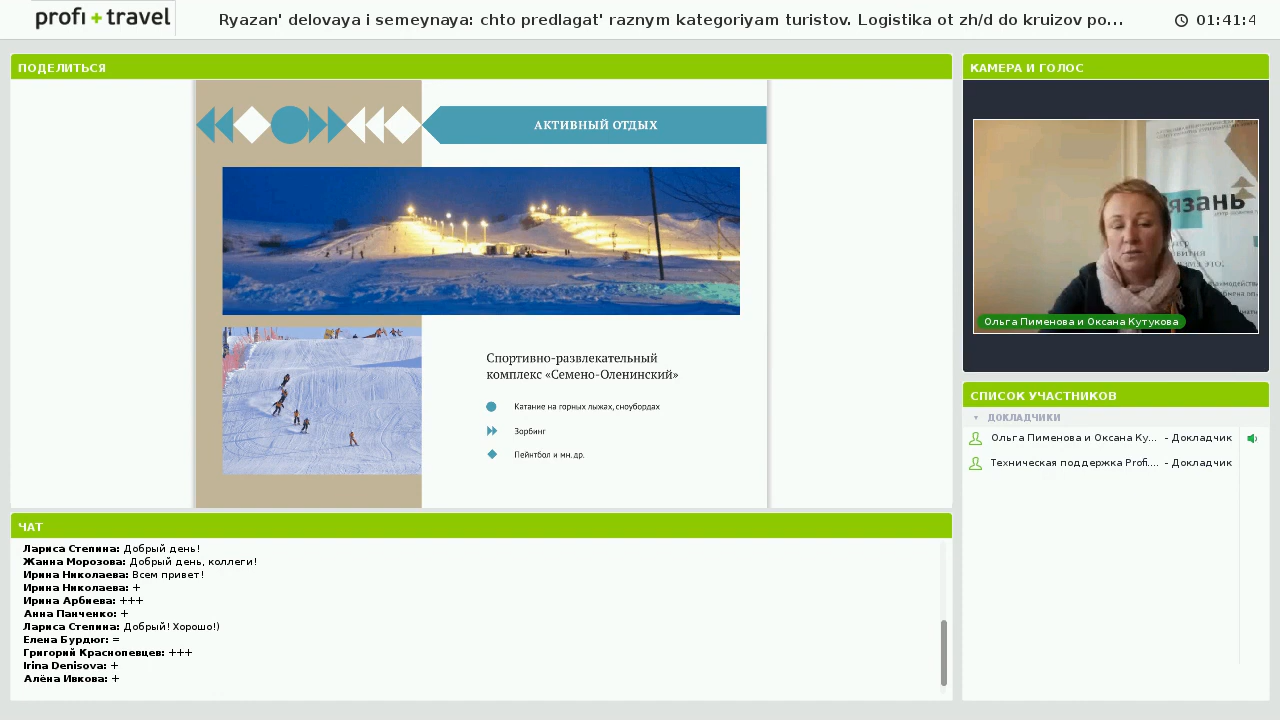 profi + travel
Ryazan' delovaya i semeynaya: chto predlagat' raznym kategoriyam turistov. Logistika ot zh/d do kruizov po...
01:41:4
ПОДЕЛИТЬСЯ
АКТИВНЫЙ ОТДЫХ
Спортивно-развлекательный
комплекс «Семено-Оленинский»
Катание на горных лыжах, сноубордах
Зорбинг
Пейнтбол и мн. др.
КАМЕРА И ГОЛОС
язань
Ольга Пименова и Оксана Кутукова
СПИСОК УЧАСТНИКОВ
ДОКЛАДЧИКИ
Ольга Пименова и Оксана Ку... - Докладчик
Техническая поддержка Profi.... - Докладчик
ЧАТ
Лариса Степина: Добрый день!
Жанна Морозова: Добрый день, коллеги!
Ирина Николаева: Всем привет!
Ирина Николаева: +
Ирина Арбиева: +++
Анна Панченко: +
Лариса Степина: Добрый! Хорошо!)
Елена Бурдюг: =
Григорий Краснопевцев: +++
Irina Denisova: +
Алёна Ивкова: +